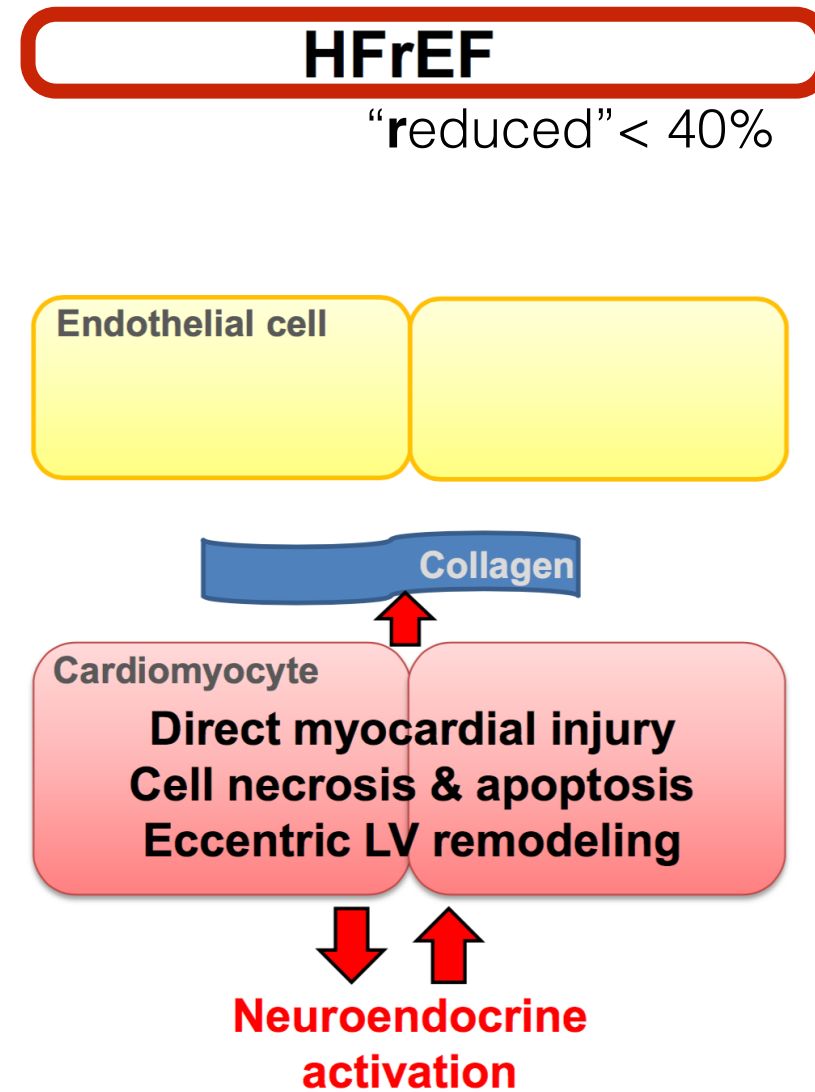 HFrEF
“reduced”< 40%
Endothelial cell
Collagen
Cardiomyocyte
Direct myocardial injury
Cell necrosis & apoptosis
Eccentric LV remodeling
Neuroendocrine
activation